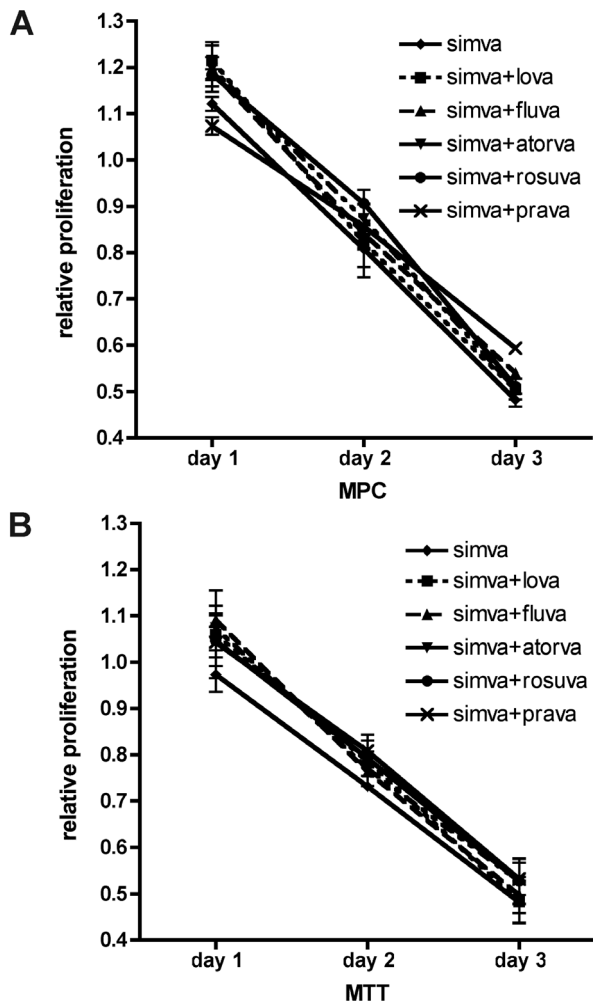 A
relative proliferation
1.3
1.2
1.1
1.0
0.9
0.8
0.7
0.6
0.5
0.4
simva
simva+lova
simva+fluva
simva+atorva
simva+rosuva
simva+prava
day 1
day 2
day 3
MPC
B
relative proliferation
1.3
1.2
1.1
1.0
0.9
0.8
0.7
0.6
0.5
0.4
simva
simva+lova
simva+fluva
simva+atorva
simva+rosuva
simva+prava
day 1
day 2
day 3
MTT